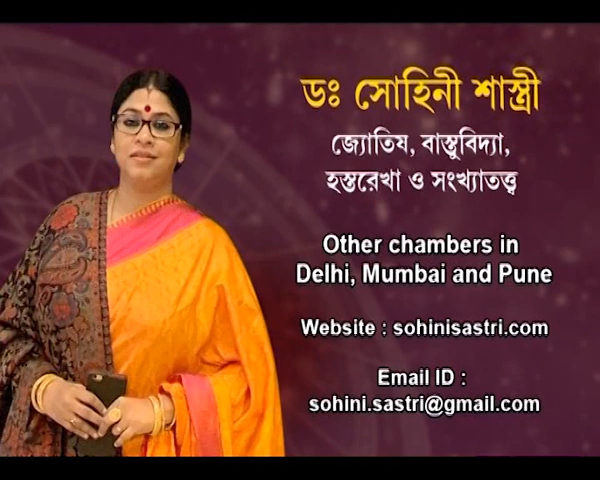 ডঃ সোহিনী শাস্ত্রী
জ্যোতিষ, বাস্তুবিদ্যা,
হস্তরেখা ও সংখ্যাতত্ত্ব
Other chambers in
Delhi, Mumbai and Pune
Website : sohinisastri.com
Email ID :
sohini.sastri@gmail.com